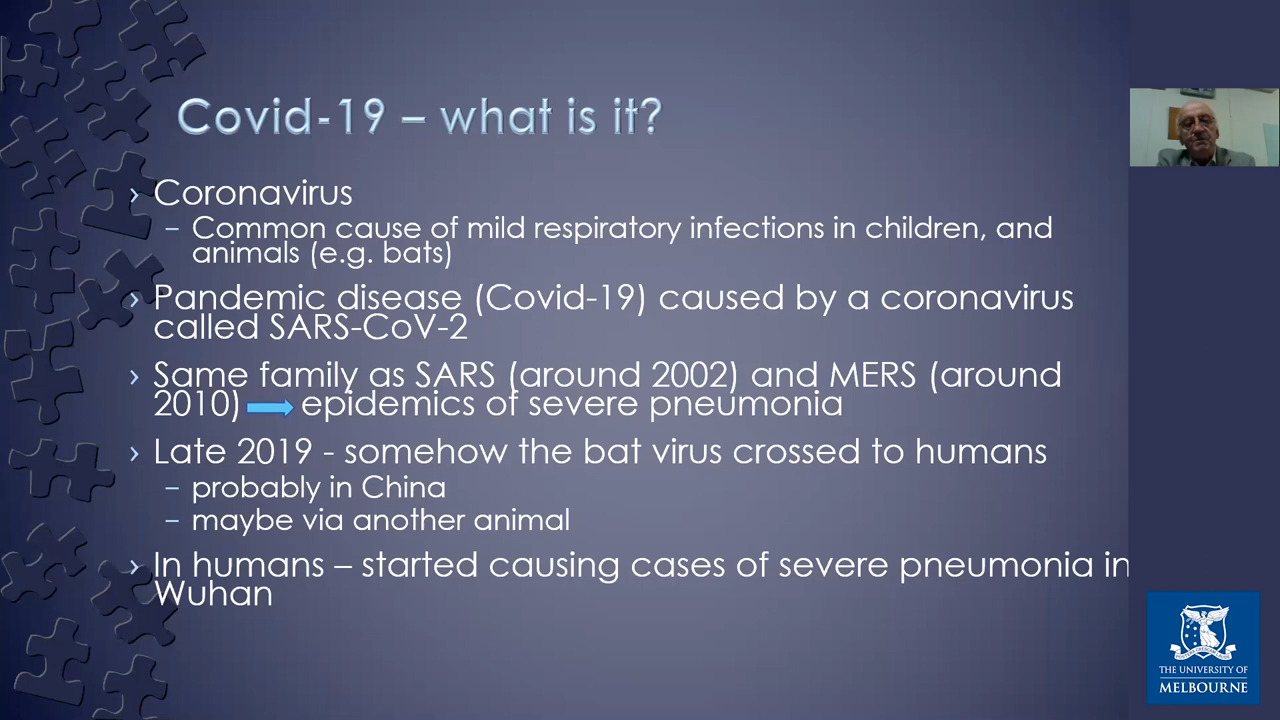 Covid-19 – what is it?
› Coronavirus
– Common cause of mild respiratory infections in children, and
animals (e.g. bats)
› Pandemic disease (Covid-19) caused by a coronavirus
called SARS-CoV-2
› Same family as SARS (around 2002) and MERS (around
2010) epidemics of severe pneumonia
› Late 2019 - somehow the bat virus crossed to humans
– probably in China
– maybe via another animal
› In humans – started causing cases of severe pneumonia in
Wuhan
THE UNIVERSITY OF
MELBOURNE